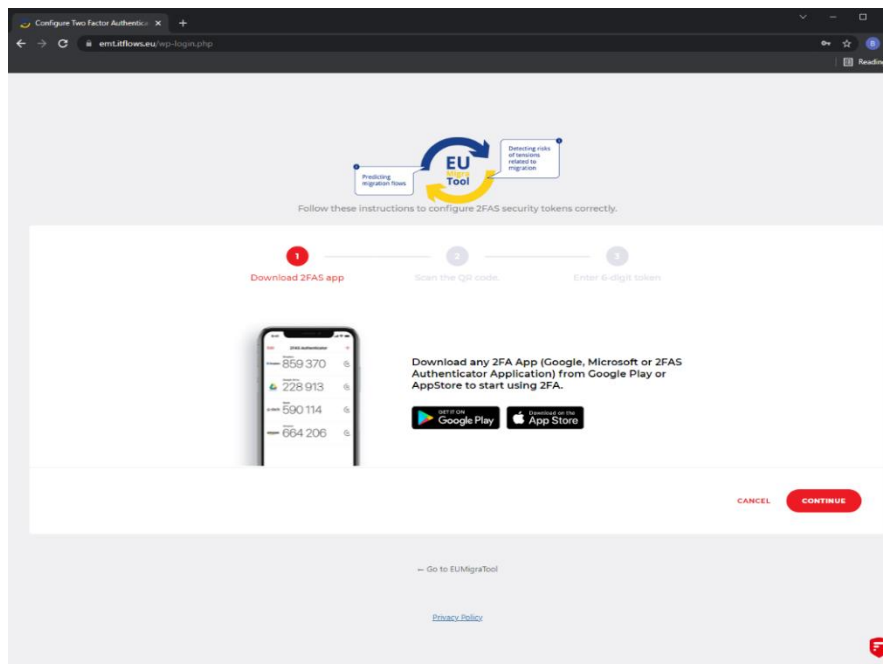 Configure Two Factor Authentica
emt.itflows.eu/wp-login.php
B
Reading
Predicting
migration flows
EU
Migra
Tool
Detecting risks
of tensions
related to
migration
Follow these instructions to configure 2FAS security tokens correctly.
1
2
3
Download 2FAS app
Scan the QR code.
Enter 6-digit token.
2FAS Authenticator
859 370
228 913
590 114
664 206
Download any 2FA App (Google, Microsoft or 2FAS
Authenticator Application) from Google Play or
AppStore to start using 2FA.
GET IT ON
Google Play
Download on the
App Store
CANCEL
CONTINUE
← Go to EUMigraTool
Privacy Policy